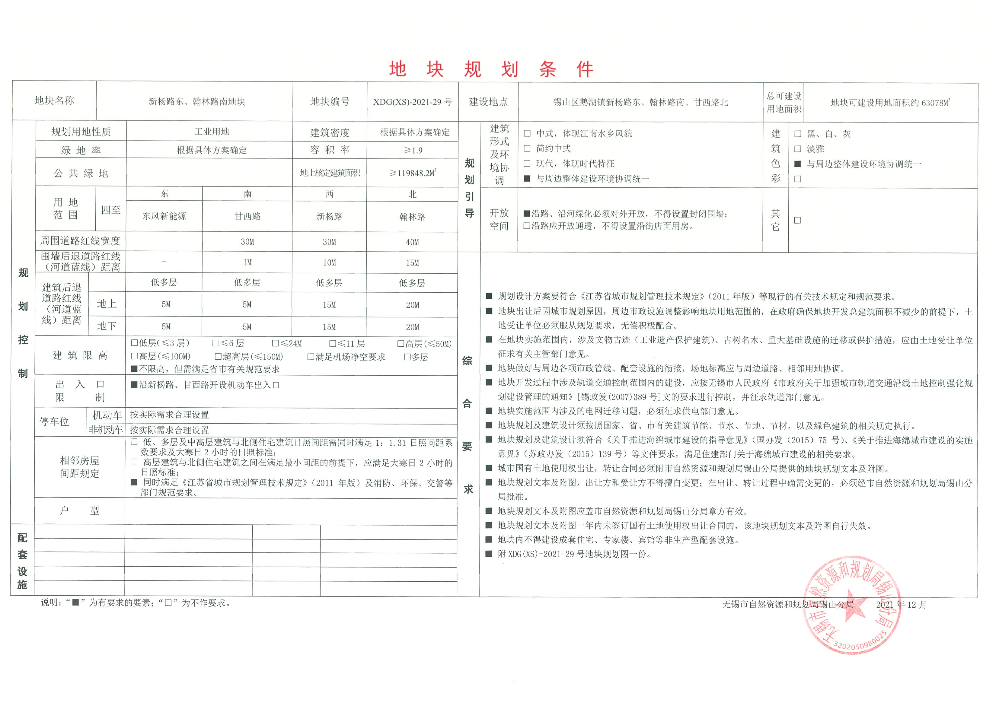 地块规划条件
地块名称 新杨路东、翰林路南地块 地块编号 XDG(XS)-2021-29 号 建设地点 锡山区鹅湖镇新杨路东、翰林路南、甘西路北 总可建设用地面积 地块可建设用地面积约 63078M²
规划控制
规划用地性质 工业用地 建筑密度 根据具体方案确定
绿地率 根据具体方案确定 容积率 ≥1.9
公共绿地 地上核定建筑面积 ≥119848.2M²
用地范围 四至 东 南 西 北
东风新能源 甘西路 新杨路 翰林路
周围道路红线宽度 30M 30M 40M
围墙后退道路红线
（河道蓝线）距离 - 1M 10M 15M
建筑后退
道路红线
（河道蓝
线）距离
低多层 低多层 低多层 低多层
地上 5M 5M 15M 20M
地下 5M 5M 15M 20M
建筑限高
□低层(≤3 层) □≤6 层 □≤24M □≤11 层 □高层(≤50M)
□高层(≤100M) □超高层(≤150M) □满足机场净空要求 □多层
■不限高，但需满足省市有关规范要求
出入口
限制
■沿新杨路、甘西路开设机动车出入口
停车位 机动车 按实际需求合理设置
非机动车 按实际需求合理设置
相邻房屋
间距规定
□ 低、多层及中高层建筑与北侧住宅建筑日照间距需同时满足 1：1.31 日照间距系
数要求及大寒日 2 小时的日照标准；
□ 高层建筑与北侧住宅建筑之间在满足最小间距的前提下，应满足大寒日 2 小时的
日照标准；
■ 同时满足《江苏省城市规划管理技术规定》（2011 年版）及消防、环保、交警等
部门规范要求。
户型
配套设施
规划引导
建筑
形式
及环
境协
调
□ 中式，体现江南水乡风貌
□ 简约中式
□ 现代，体现时代特征
■ 与周边整体建设环境协调统一
建筑色彩
□ 黑、白、灰
□ 淡雅
■ 与周边整体建设环境协调统一
□
开放
空间
■沿路、沿河绿化必须对外开放，不得设置封闭围墙；
□沿路应开放通透，不得设置沿街店面用房。
其它
□
综合要求
■ 规划设计方案要符合《江苏省城市规划管理技术规定》（2011 年版）等现行的有关技术规定和规范要求。
■ 地块出让后因城市规划原因，周边市政设施调整影响地块用地范围的，在政府确保地块开发总建筑面积不减少的前提下，土
地受让单位必须服从规划要求，无偿积极配合。
■ 在地块实施范围内，涉及文物古迹（工业遗产保护建筑）、古树名木、重大基础设施的迁移或保护措施，应由土地受让单位
征求有关主管部门意见。
■ 地块做好与周边各项市政管线、配套设施的衔接，场地标高应与周边道路、相邻用地协调。
■ 地块开发过程中涉及轨道交通控制范围内的建设，应按无锡市人民政府《市政府关于加强城市轨道交通沿线土地控制强化规
划建设管理的通知》[锡政发(2007)389 号]文的要求进行控制，并征求轨道部门意见。
■ 地块实施范围内涉及的电网迁移问题，必须征求供电部门意见。
■ 地块规划及建筑设计须按照国家、省、市有关建筑节能、节水、节地、节材，以及绿色建筑的相关规定执行。
■ 地块规划及建筑设计须符合《关于推进海绵城市建设的指导意见》（国办发（2015）75 号）、《关于推进海绵城市建设的实施
意见》（苏政办发（2015）139 号）等文件要求，满足住建部门关于海绵城市建设的相关要求。
■ 城市国有土地使用权出让，转让合同必须附市自然资源和规划局锡山分局提供的地块规划文本及附图。
■ 地块规划文本及附图，出让方和受让方不得擅自变更；在出让、转让过程中确需变更的，必须经市自然资源和规划局锡山分
局批准。
■ 地块规划文本及附图应盖市自然资源和规划局锡山分局章方有效。
■ 地块规划文本及附图一年内未签订国有土地使用权出让合同的，该地块规划文本及附图自行失效。
■ 地块内不得建设成套住宅、专家楼、宾馆等非生产型配套设施。
■ 附 XDG(XS)-2021-29 号地块规划图一份。
说明：“■”为有要求的要素；“□”为不作要求。
无锡市自然资源和规划局锡山分局 2021 年 12 月
无锡市自然资源和规划局锡山分局
3202050980025